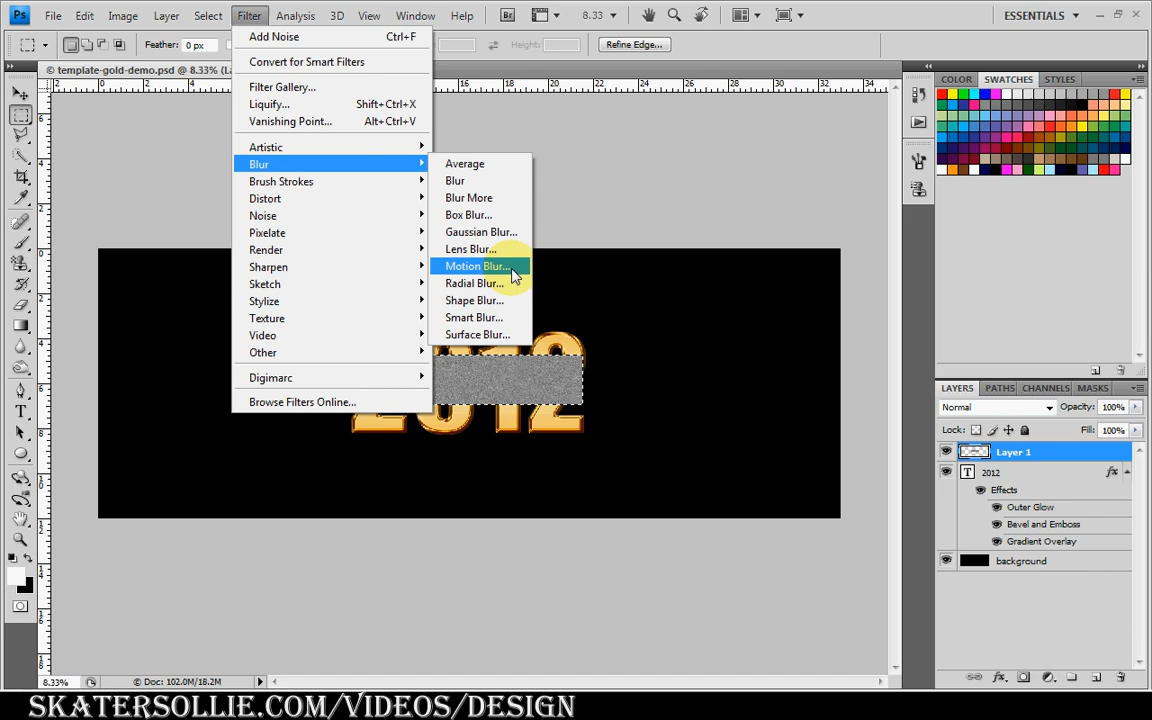 Ps File Edit Image Layer Select Filter Analysis 3D View Window Help Br 8.33 ESSENTIALS
Feather: 0 px Height: Refine Edge...
template-gold-demo.psd @ 8.33% (La
Add Noise Ctrl+F
Convert for Smart Filters
Filter Gallery...
Liquify... Shift+Ctrl+X
Vanishing Point... Alt+Ctrl+V
Artistic
Blur
Brush Strokes
Distort
Noise
Pixelate
Render
Sharpen
Sketch
Stylize
Texture
Video
Other
Digimarc
Browse Filters Online...
Average
Blur
Blur More
Box Blur...
Gaussian Blur...
Lens Blur...
Motion Blur...
Radial Blur...
Shape Blur...
Smart Blur...
Surface Blur...
2012
COLOR SWATCHES STYLES
LAYERS PATHS CHANNELS MASKS
Normal Opacity: 100%
Lock: Fill: 100%
Layer 1
T 2012 fx
Effects
Outer Glow
Bevel and Emboss
Gradient Overlay
background
8.33% Doc: 102.0M/18.2M
SKATERSOLLIE.COM/VIDEOS/DESIGN